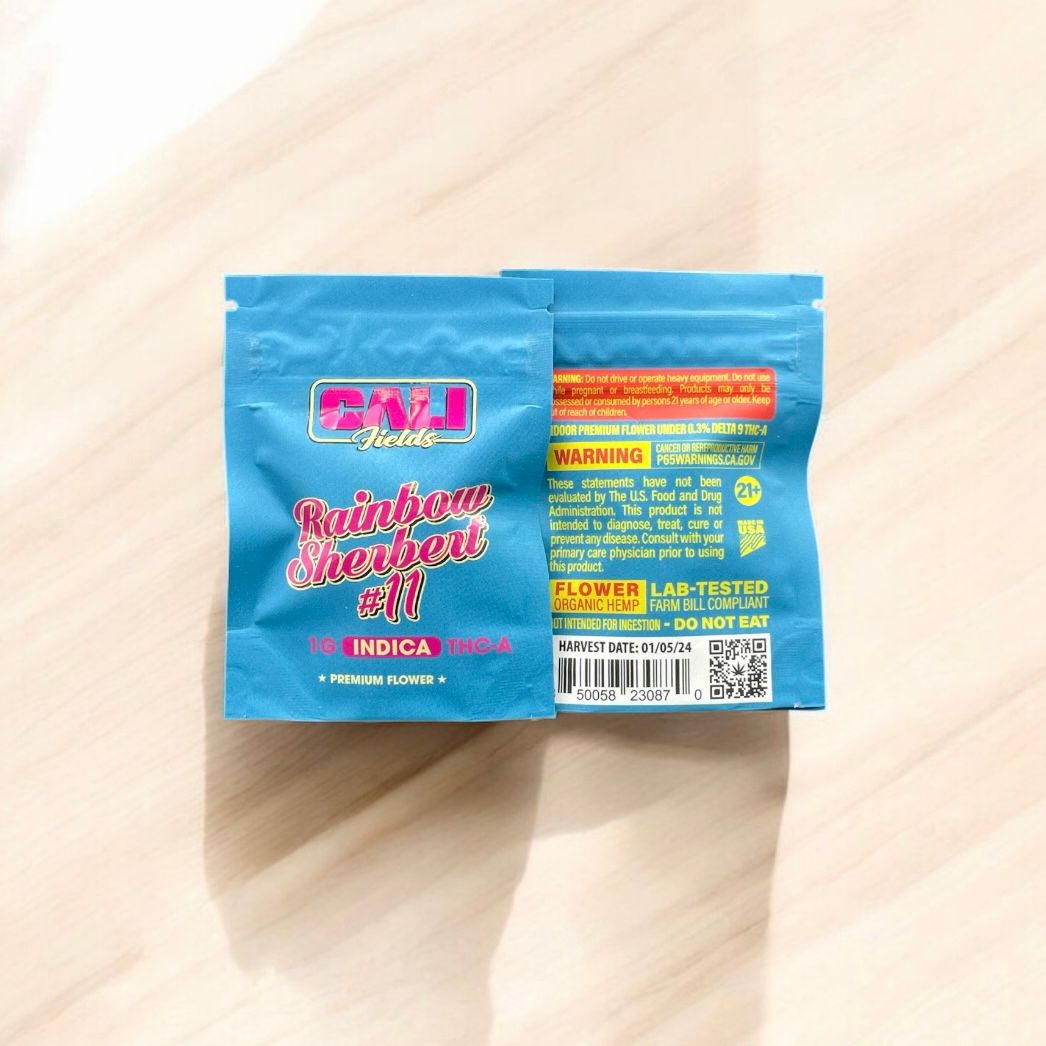 CALI
Fields
Rainbow
Sherbert
#11
1G INDICA THC-A
★ PREMIUM FLOWER ★
WARNING: Do not drive or operate heavy equipment. Do not use
while pregnant or breastfeeding. Products may only be
possessed or consumed by persons 21 years of age or older. Keep
out of reach of children.
INDOOR PREMIUM FLOWER UNDER 0.3% DELTA 9 THC-A
WARNING
CANCER OR REREPRODUCTIVE HARM
P65WARNINGS.CA.GOV
These statements have not been
evaluated by The U.S. Food and Drug
Administration. This product is not
intended to diagnose, treat, cure or
prevent any disease. Consult with your
primary care physician prior to using
this product.
21+
MADE IN
USA
FLOWER
ORGANIC HEMP
LAB-TESTED
FARM BILL COMPLIANT
NOT INTENDED FOR INGESTION - DO NOT EAT
HARVEST DATE: 01/05/24
50058 23087 0